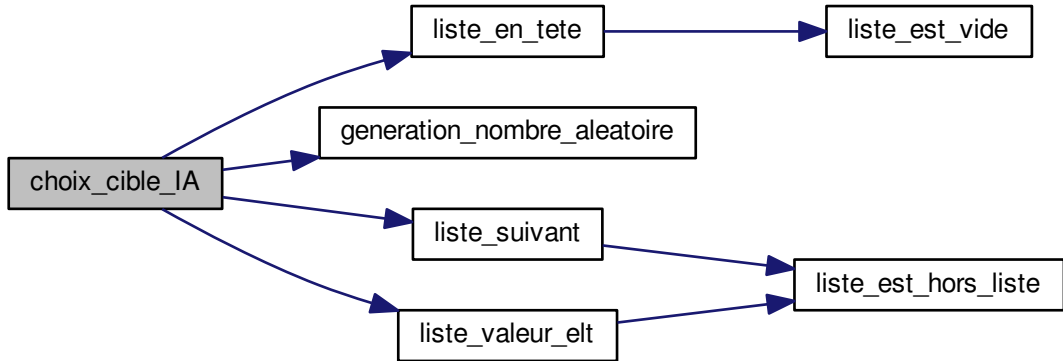 liste_en_tete
liste_est_vide
generation_nombre_aleatoire
choix_cible_IA
liste_suivant
liste_est_hors_liste
liste_valeur_elt